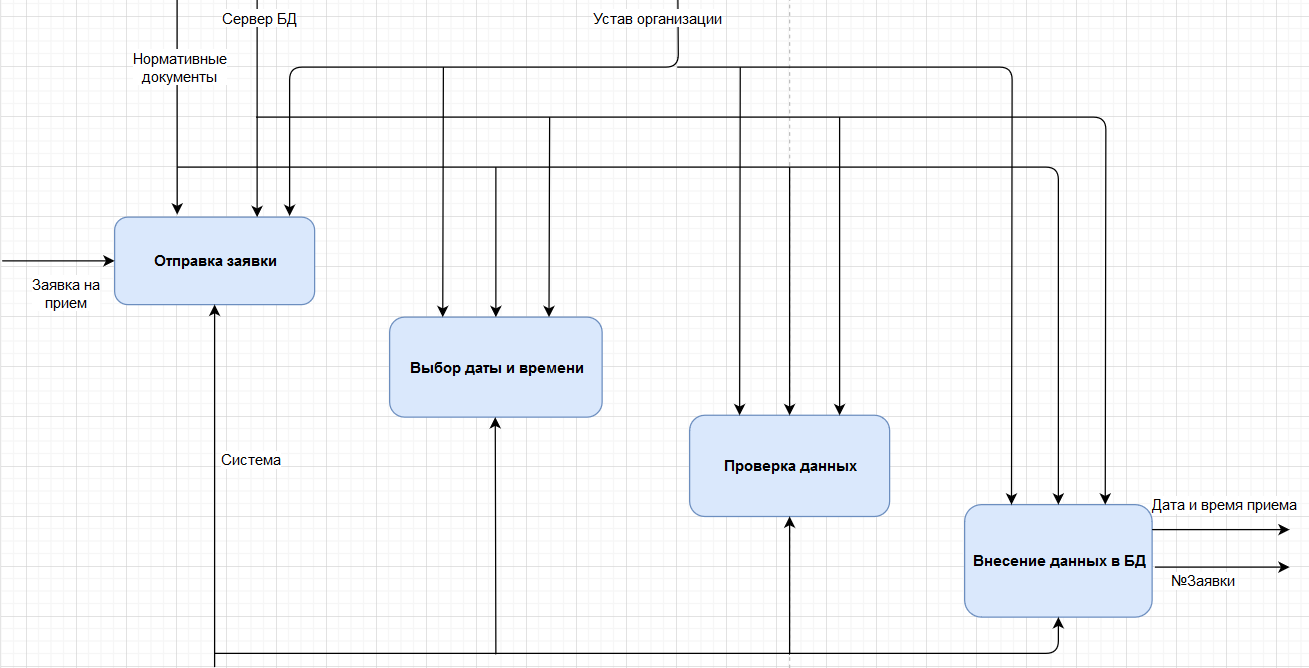 Сервер БД
Устав организации
Нормативные
документы
Отправка заявки
Заявка на
прием
Выбор даты и времени
Система
Проверка данных
Дата и время приема
Внесение данных в БД
№Заявки